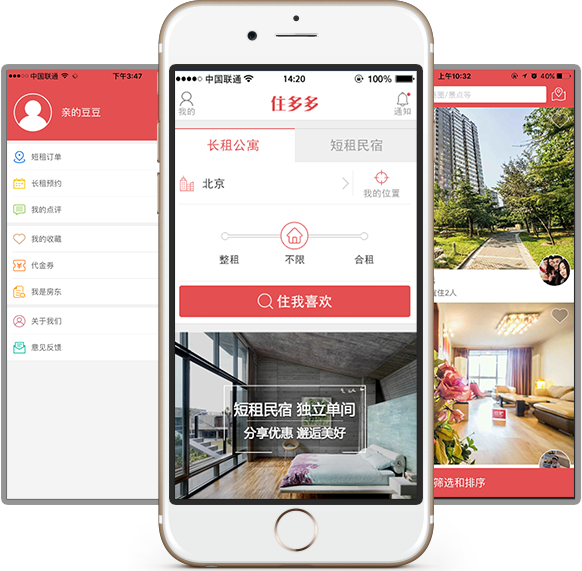 中国联通
下午3:47
亲的豆豆
短租订单
长租预约
我的点评
我的收藏
代金券
我是房东
关于我们
意见反馈
中国联通
14:20
100%
我的
住多多
通知
长租公寓
短租民宿
北京
我的位置
整租
不限
合租
住我喜欢
短租民宿 独立单间
分享优惠 邂逅美好
上午10:32
40%
景点等
宜住2人
筛选和排序